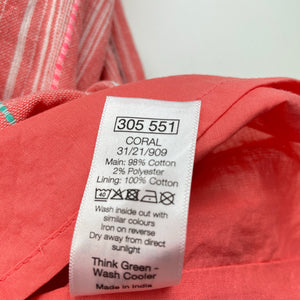 305 551
CORAL
31/21/909
Main: 98% Cotton
2% Polyester
Lining: 100% Cotton
40
Wash inside out with
similar colours
Iron on reverse
Dry away from direct
sunlight
Think Green -
Wash Cooler
Made in India